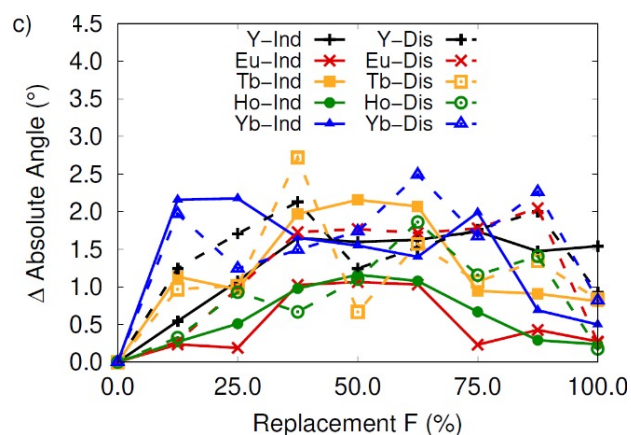 c)
Δ Absolute Angle (°)
4.5
4.0
3.5
3.0
2.5
2.0
1.5
1.0
0.5
0.0
Y−Ind Y−Dis
Eu−Ind Eu−Dis
Tb−Ind Tb−Dis
Ho−Ind Ho−Dis
Yb−Ind Yb−Dis
0.0 25.0 50.0 75.0 100.0
Replacement F (%)